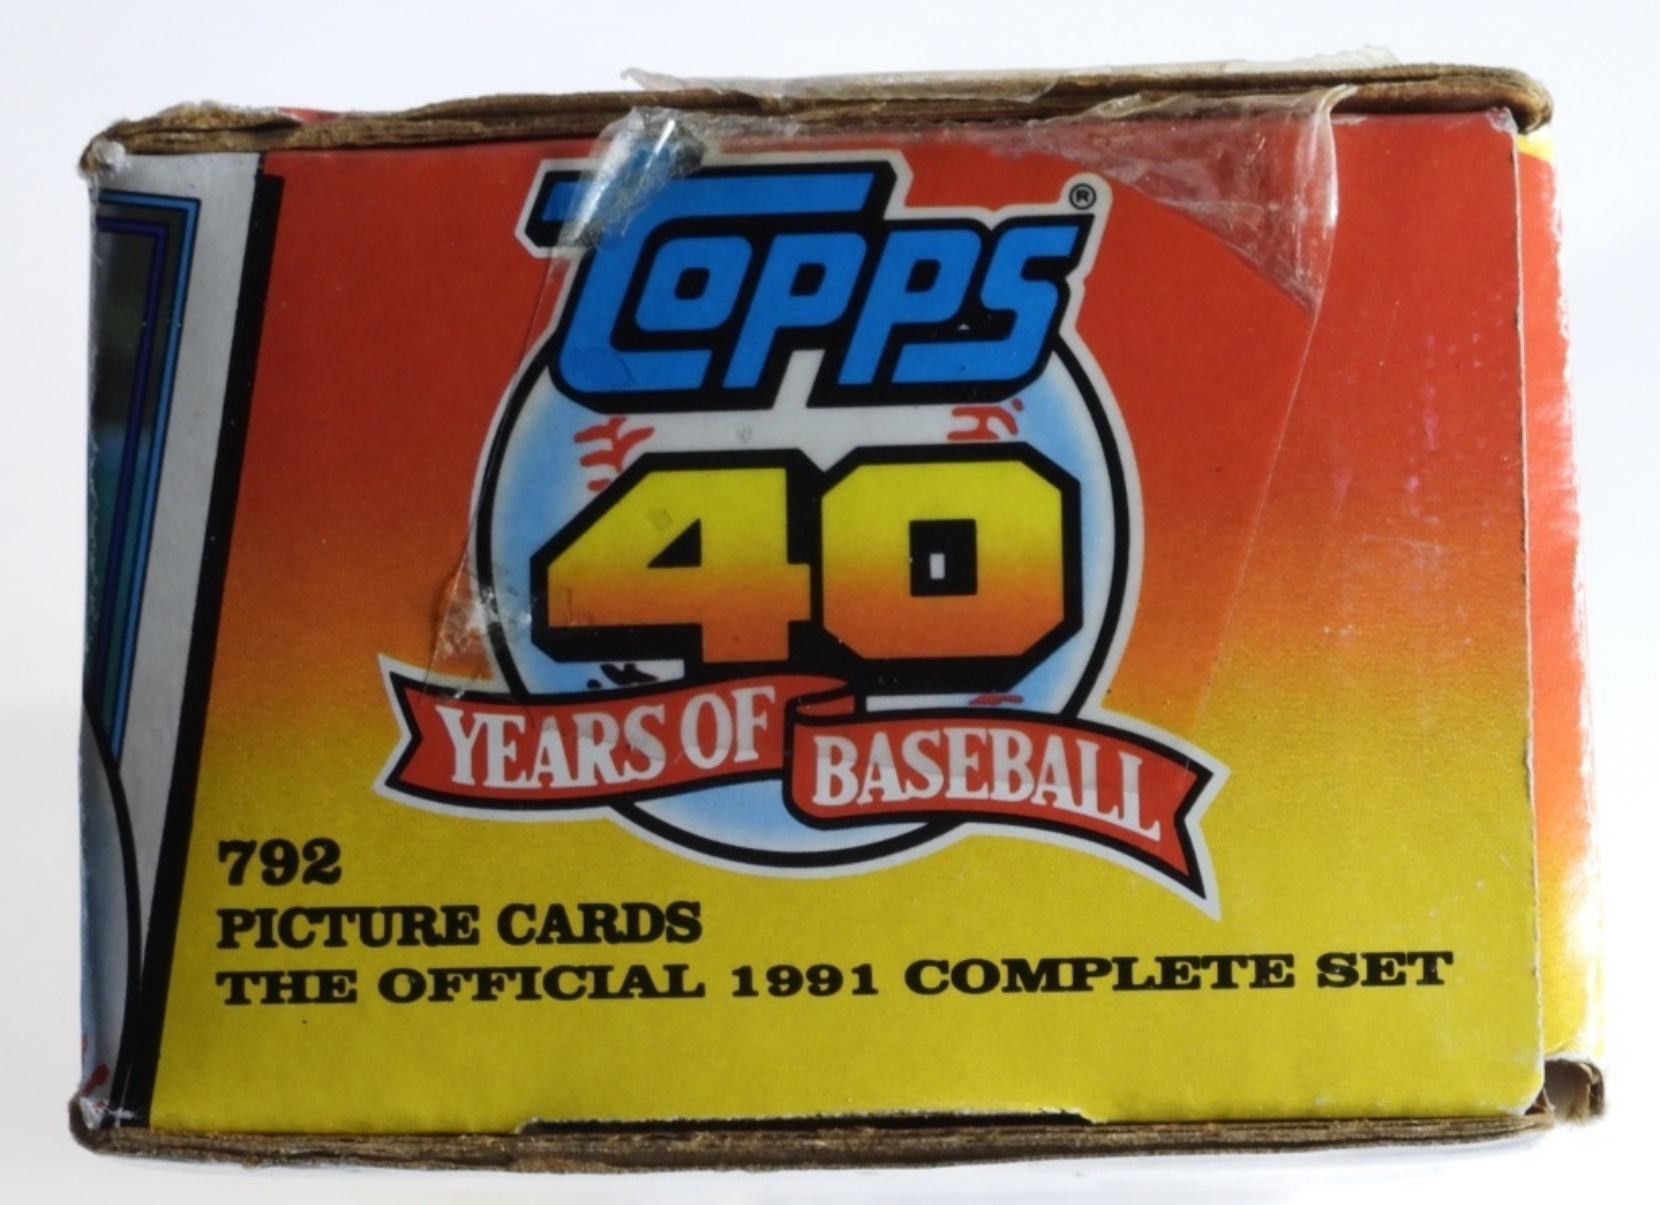 TOPPS ®
40
YEARS OF BASEBALL
792
PICTURE CARDS
THE OFFICIAL 1991 COMPLETE SET